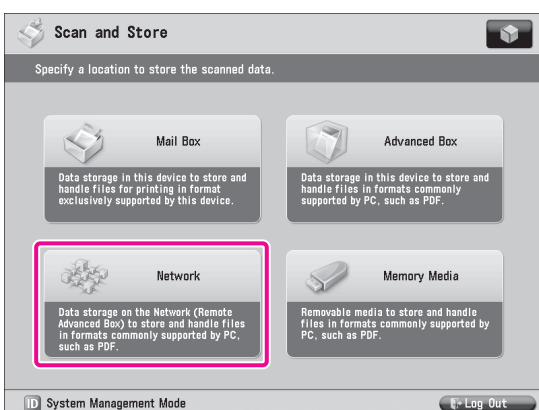 Scan and Store
Specify a location to store the scanned data.
Mail Box
Data storage in this device to store and
handle files for printing in format
exclusively supported by this device.
Advanced Box
Data storage in this device to store and
handle files in formats commonly
supported by PC, such as PDF.
Network
Data storage on the Network (Remote
Advanced Box) to store and handle files
in formats commonly supported by PC,
such as PDF.
Memory Media
Removable media to store and handle
files in formats commonly supported by
PC, such as PDF.
ID System Management Mode
Log Out